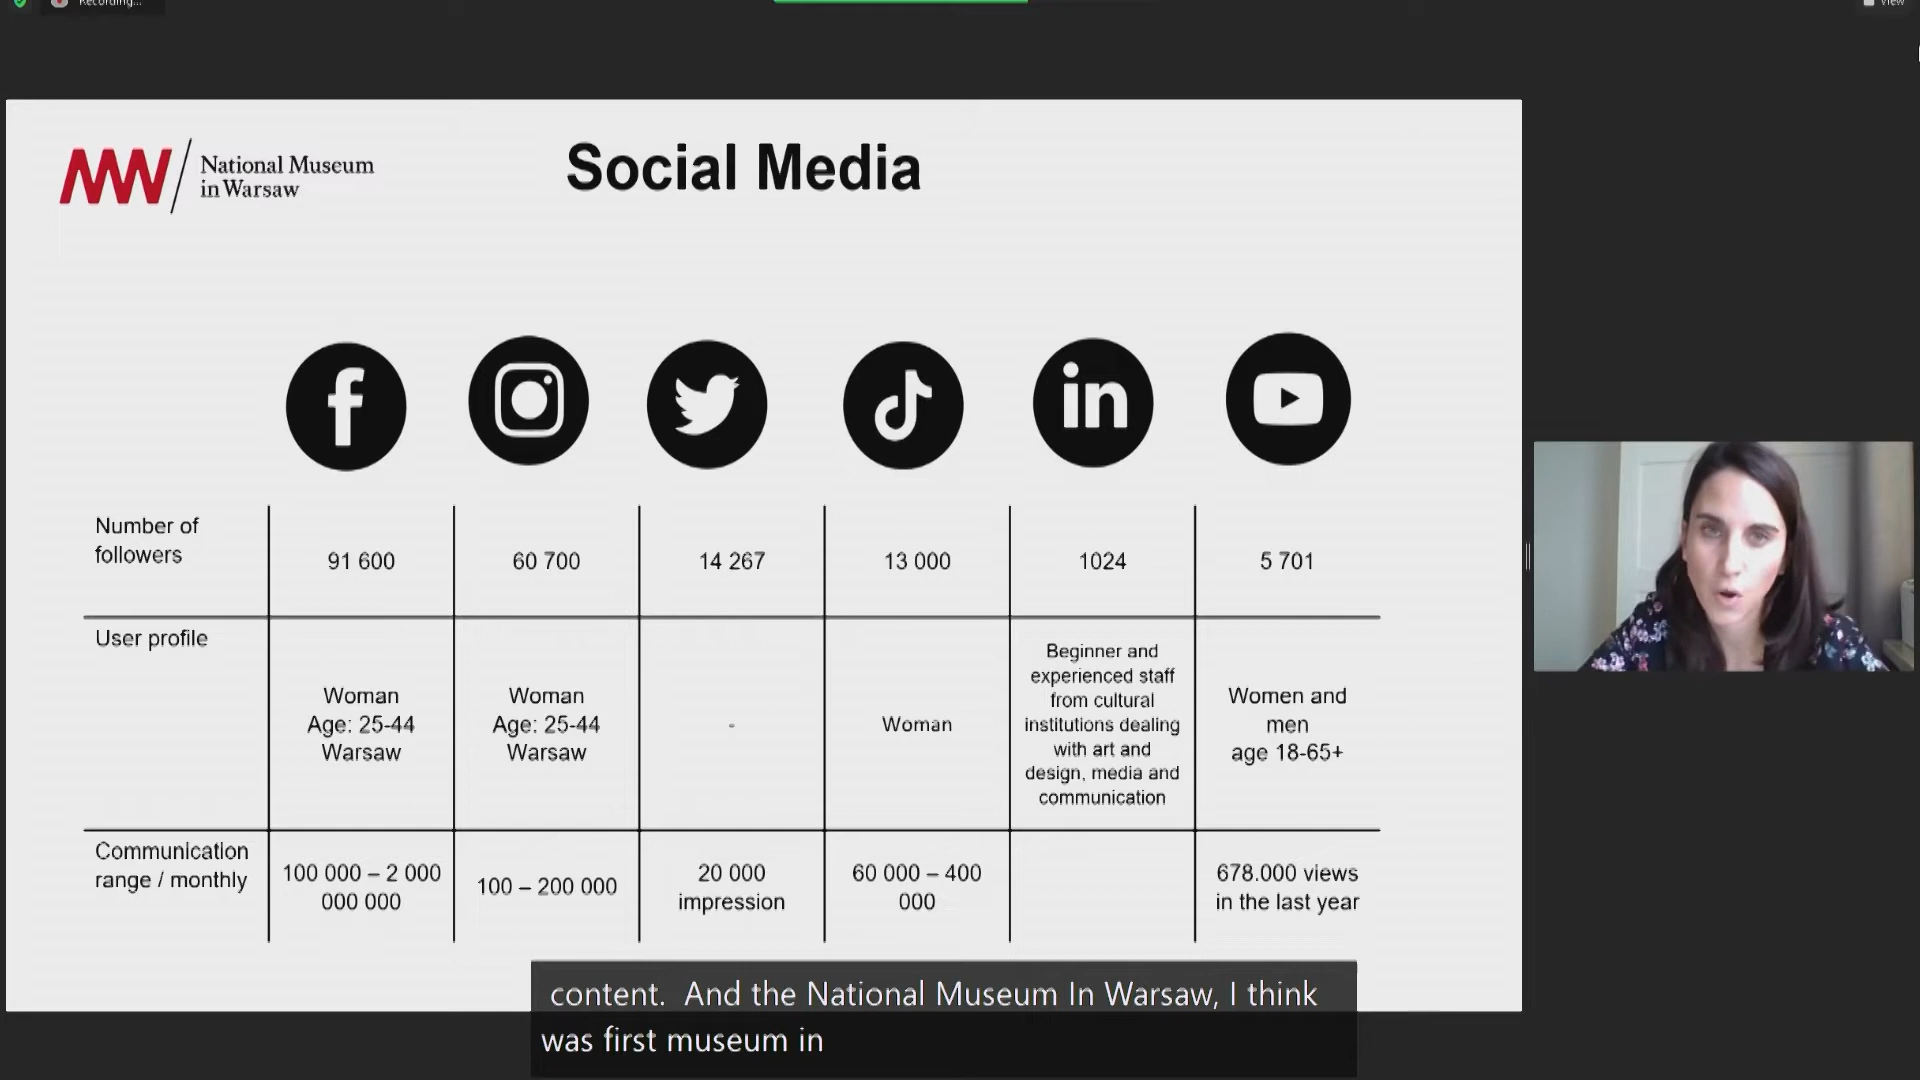 Recording...
View
National Museum
in Warsaw
Social Media
Number of
followers
91 600
60 700
14 267
13 000
1024
5 701
User profile
Woman
Age: 25-44
Warsaw
Woman
Age: 25-44
Warsaw
-
Woman
Beginner and
experienced staff
from cultural
institutions dealing
with art and
design, media and
communication
Women and
men
age 18-65+
Communication
range / monthly
100 000 – 2 000
000 000
100 – 200 000
20 000
impression
60 000 – 400
000
678.000 views
in the last year
content.  And the National Museum In Warsaw, I think
was first museum in